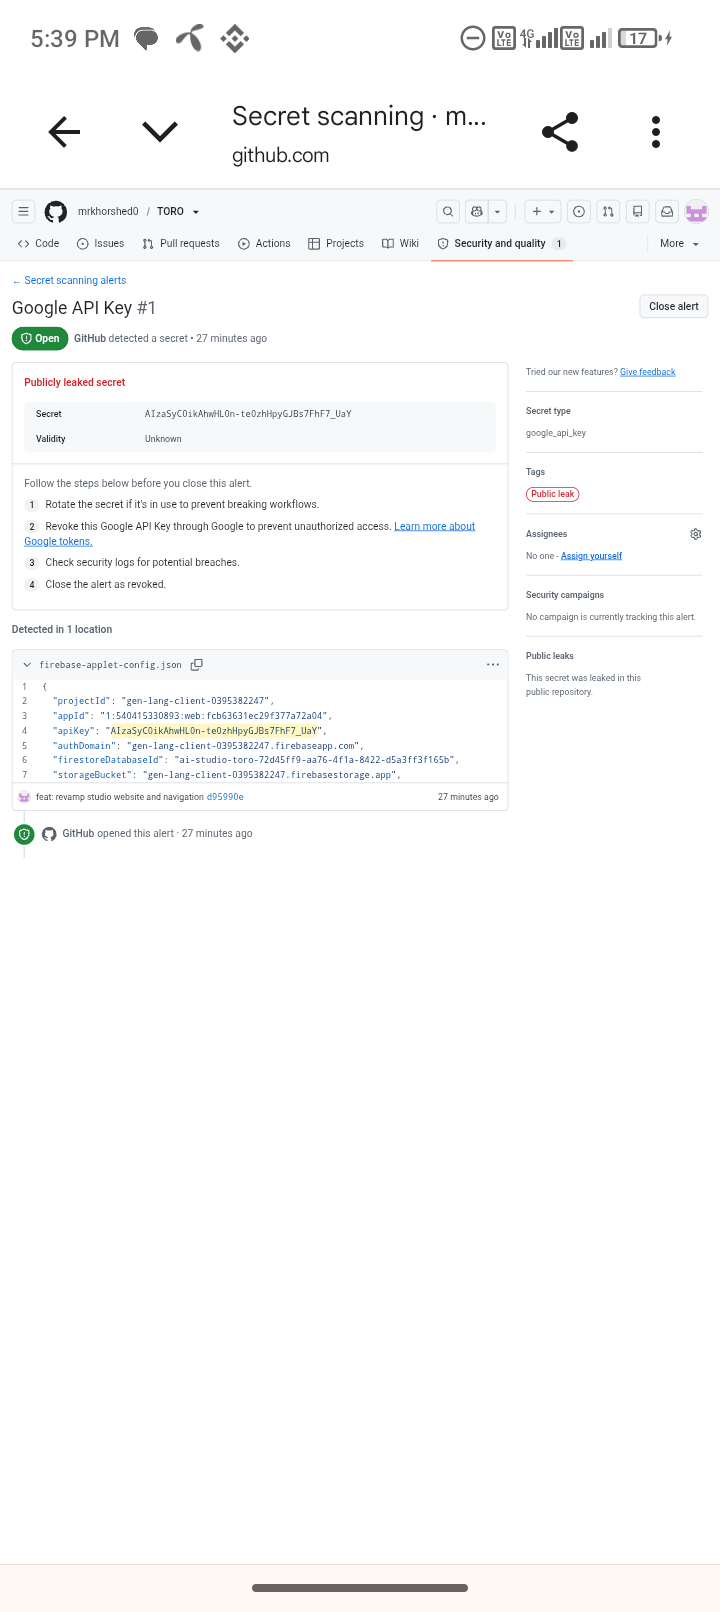 5:39 PM
Vo LTE 4G Vo LTE 17
Secret scanning · m...
github.com
mrkhorshed0 / TORO
Code Issues Pull requests Actions Projects Wiki Security and quality 1 More
← Secret scanning alerts
Google API Key #1
Close alert
Open GitHub detected a secret • 27 minutes ago
Publicly leaked secret
Secret AIzaSyCOikAhwHLOn-teOzhHpyGJBs7FhF7_UaY
Validity Unknown
Follow the steps below before you close this alert.
1 Rotate the secret if it's in use to prevent breaking workflows.
2 Revoke this Google API Key through Google to prevent unauthorized access. Learn more about
Google tokens.
3 Check security logs for potential breaches.
4 Close the alert as revoked.
Detected in 1 location
firebase-applet-config.json
1 {
2 "projectId": "gen-lang-client-0395382247",
3 "appId": "1:540415330893:web:fcb63631ec29f377a72a04",
4 "apiKey": "AIzaSyCOikAhwHLOn-teOzhHpyGJBs7FhF7_UaY",
5 "authDomain": "gen-lang-client-0395382247.firebaseapp.com",
6 "firestoreDatabaseId": "ai-studio-toro-72d45ff9-aa76-4f1a-8422-d5a3ff3f165b",
7 "storageBucket": "gen-lang-client-0395382247.firebasestorage.app",
feat: revamp studio website and navigation d95990e 27 minutes ago
GitHub opened this alert · 27 minutes ago
Tried our new features? Give feedback
Secret type
google_api_key
Tags
Public leak
Assignees
No one - Assign yourself
Security campaigns
No campaign is currently tracking this alert.
Public leaks
This secret was leaked in this
public repository.